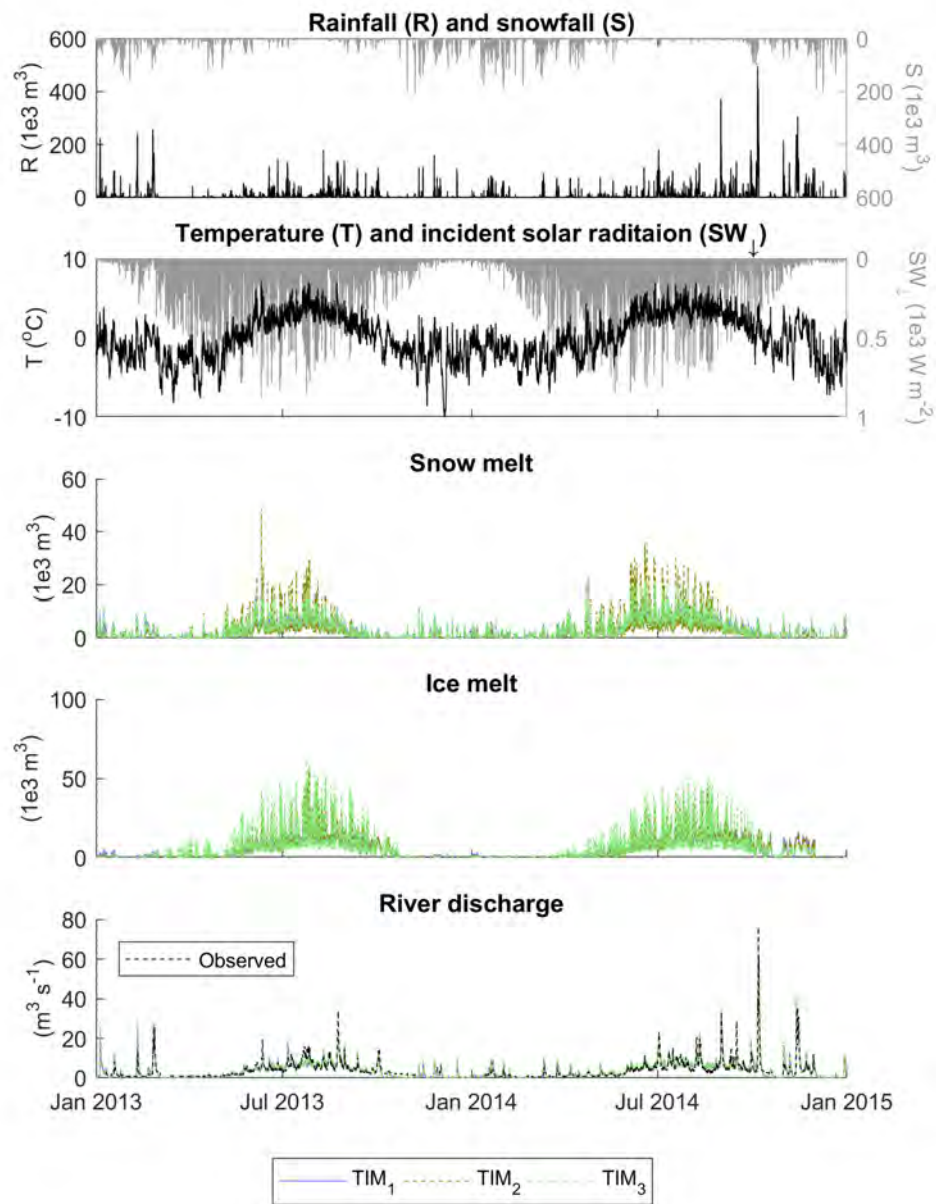 Rainfall (R) and snowfall (S)
600
400
200
0
R (1e3 m³)
0
200
400
600
S (1e3 m³)
Temperature (T) and incident solar raditaion (SW↓)
10
0
-10
T (ºC)
0
0.5
1
SW↓ (1e3 W m⁻²)
Snow melt
60
40
20
0
(1e3 m³)
Ice melt
100
50
0
(1e3 m³)
River discharge
80
60
40
20
0
(m³ s⁻¹)
Observed
Jan 2013 Jul 2013 Jan 2014 Jul 2014 Jan 2015
TIM₁ TIM₂ TIM₃